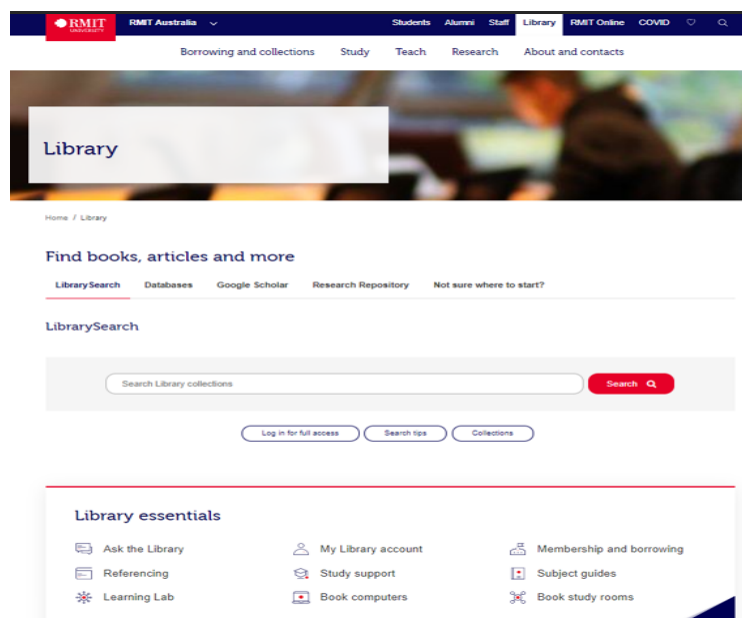 RMIT UNIVERSITY RMIT Australia Students Alumni Staff Library RMIT Online COVID
Borrowing and collections Study Teach Research About and contacts
Library
Home / Library
Find books, articles and more
LibrarySearch Databases Google Scholar Research Repository Not sure where to start?
LibrarySearch
Search Library collections Search
Log in for full access Search tips Collections
Library essentials
Ask the Library My Library account Membership and borrowing
Referencing Study support Subject guides
Learning Lab Book computers Book study rooms